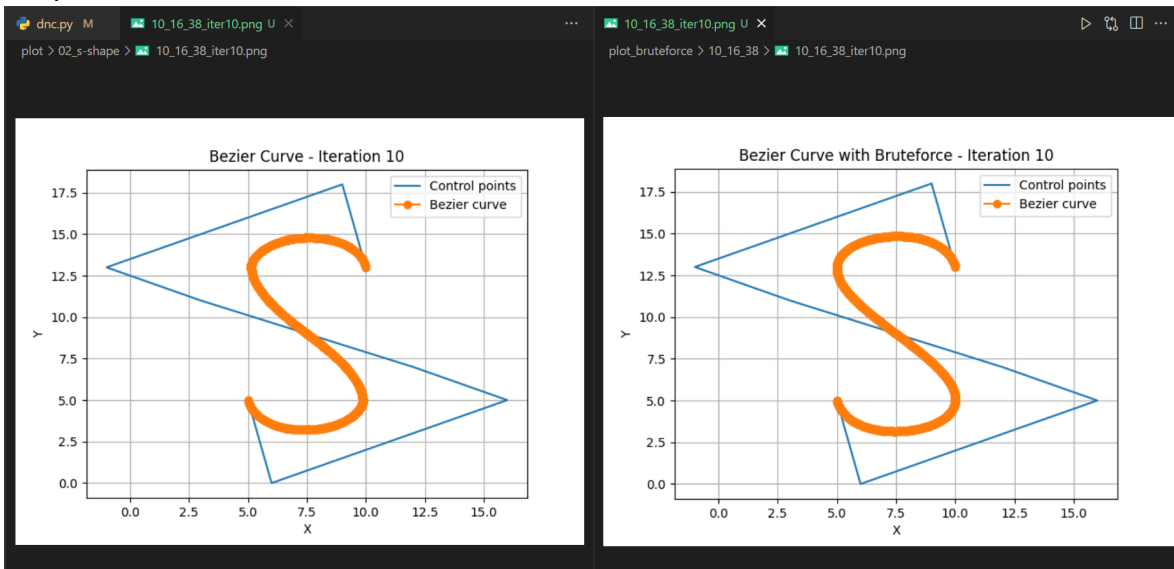 dnc.py M
10_16_38_iter10.png U
plot > 02_s-shape > 10_16_38_iter10.png
Bezier Curve - Iteration 10
Control points
Bezier curve
17.5
15.0
12.5
10.0
7.5
5.0
2.5
0.0
Y
0.0 2.5 5.0 7.5 10.0 12.5 15.0
X
10_16_38_iter10.png U
plot_bruteforce > 10_16_38 > 10_16_38_iter10.png
Bezier Curve with Bruteforce - Iteration 10
Control points
Bezier curve
17.5
15.0
12.5
10.0
7.5
5.0
2.5
0.0
Y
0.0 2.5 5.0 7.5 10.0 12.5 15.0
X